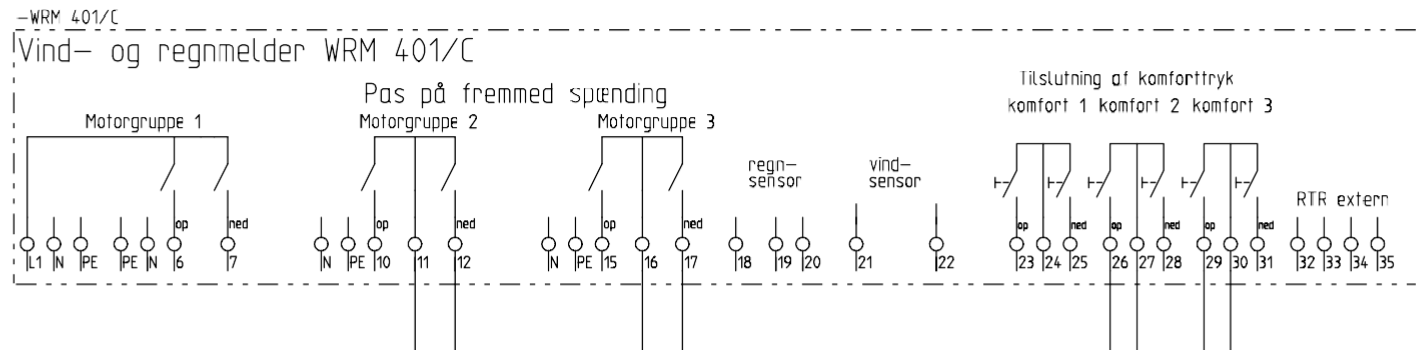 -WRM 401/C
Vind- og regnmelder WRM 401/C
Pas på fremmed spænding
Tilslutning af komforttryk
komfort 1 komfort 2 komfort 3
Motorgruppe 1
Motorgruppe 2
Motorgruppe 3
regn-
sensor
vind-
sensor
RTR extern
op ned op ned op ned op ned op ned op ned
L1 N PE PE N 6 7 N PE 10 11 12 N PE 15 16 17 18 19 20 21 22 23 24 25 26 27 28 29 30 31 32 33 34 35